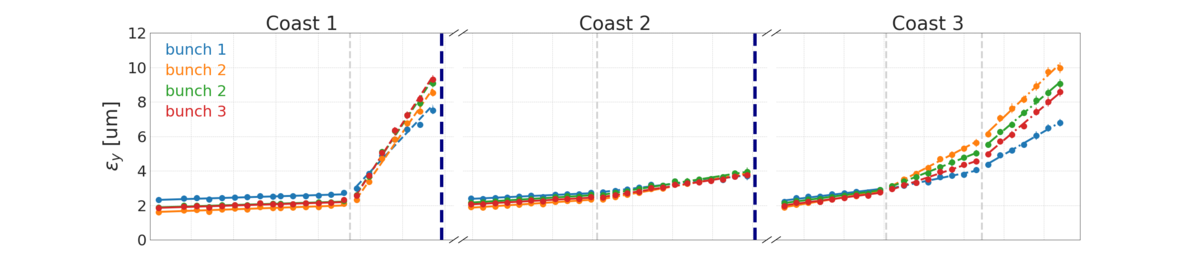 Coast 1
Coast 2
Coast 3
12
10
8
6
4
2
0
ε_y [um]
bunch 1
bunch 2
bunch 2
bunch 3